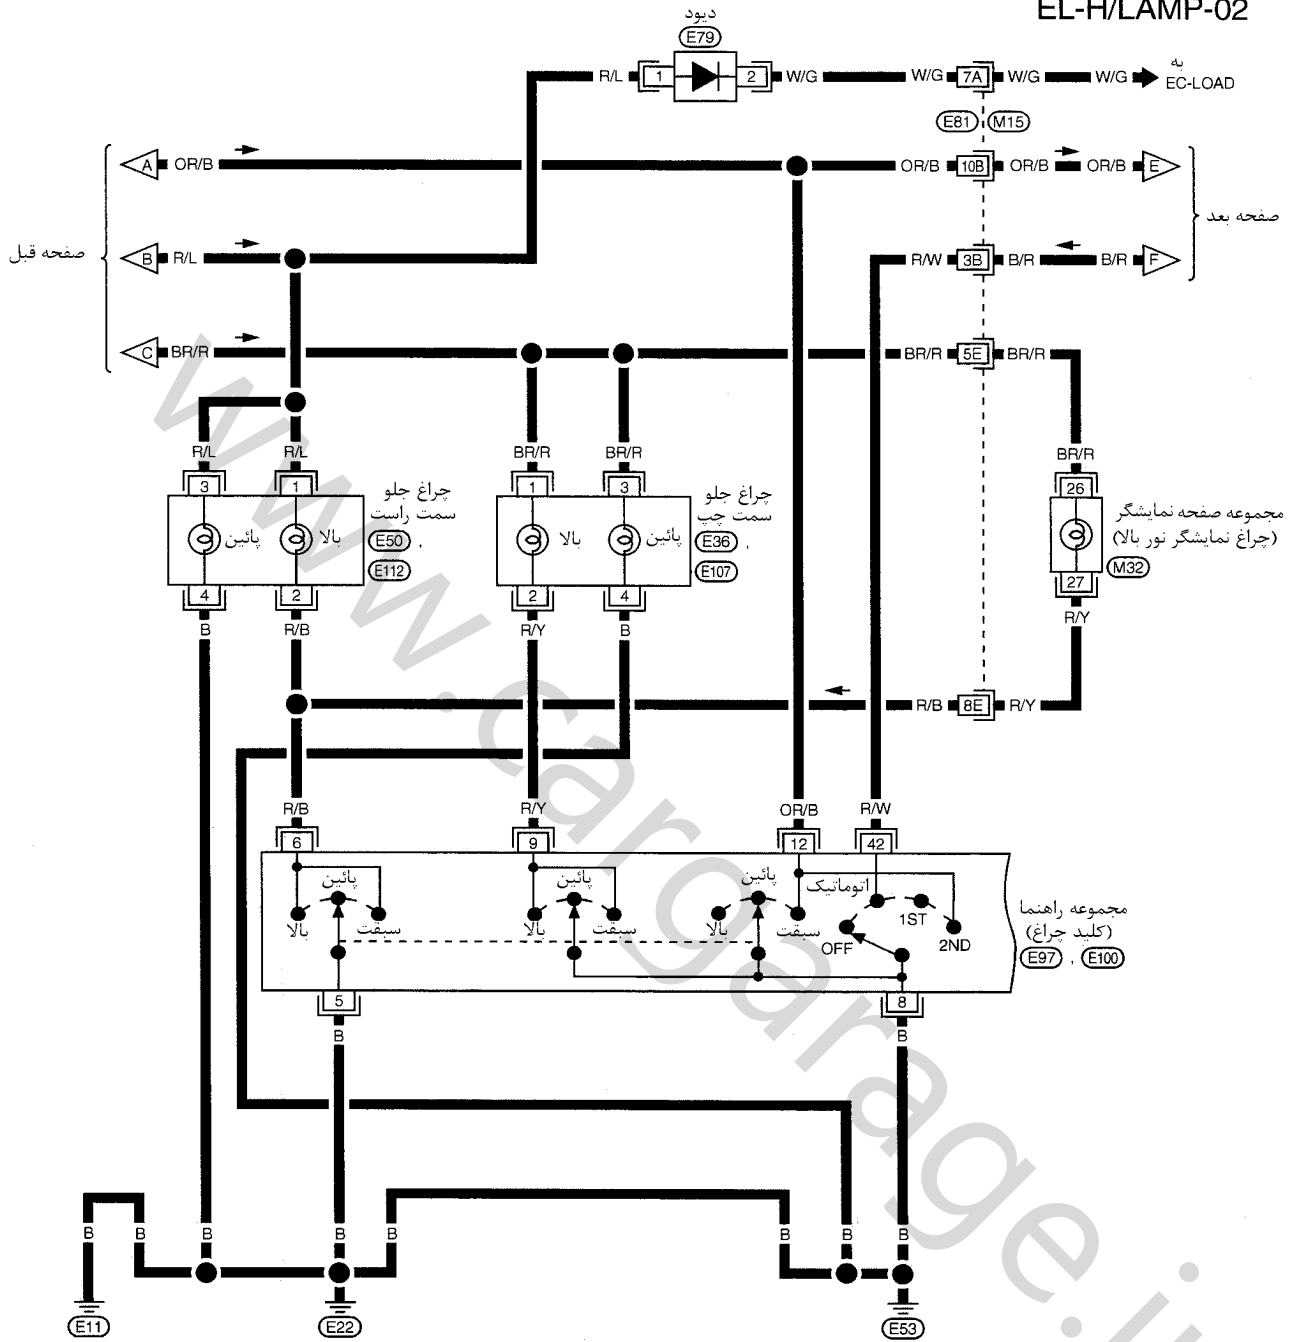 EL-H/LAMP-02
دیود
E79
R/L 1 2 W/G W/G 7A W/G W/G
به
EC-LOAD
E81 M15
A OR/B OR/B 10B OR/B OR/B E
صفحه بعد
صفحه قبل
B R/L R/W 3B B/R B/R F
C BR/R BR/R 5E BR/R
R/L R/L BR/R BR/R BR/R
3 1 1 3 26
چراغ جلو
سمت راست
E50 ,
E112
پائین بالا
چراغ جلو
سمت چپ
E36 ,
E107
بالا پائین
مجموعه صفحه نمایشگر
(چراغ نمایشگر نور بالا)
M32
4 2 2 4 27
B R/B R/Y B R/Y
R/B 8E R/Y
R/B R/Y OR/B R/W
6 9 12 42
پائین پائین پائین اتوماتیک
بالا سبقت بالا سبقت بالا سبقت
OFF 1ST 2ND
مجموعه راهنما
(کلید چراغ)
E97 , E100
5 8
B B
B B B B B B B
E11 E22 E53
www.cargarage.i